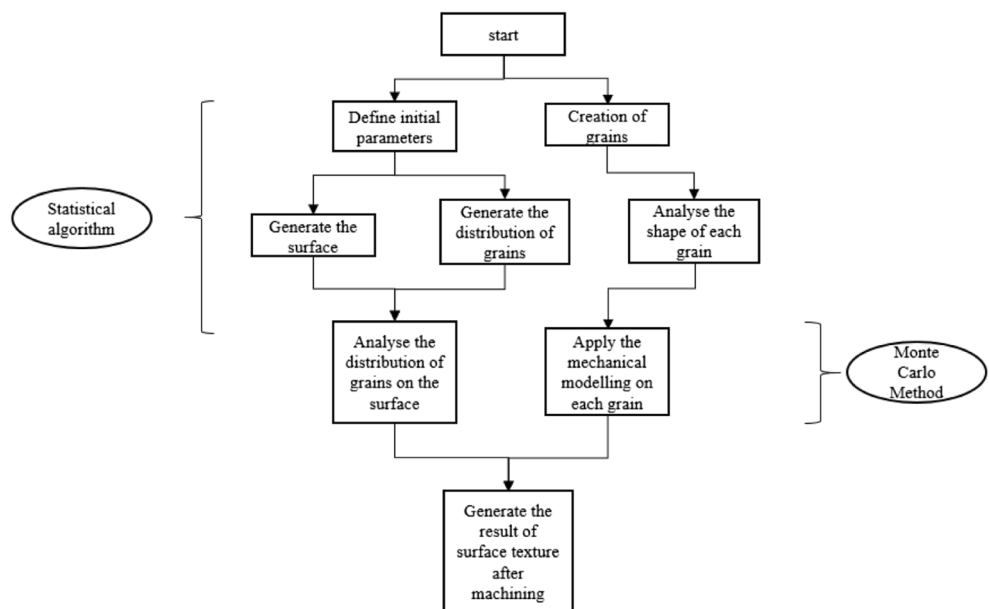 start
Define initial
parameters
Creation of
grains
Statistical
algorithm
Generate the
surface
Generate the
distribution of
grains
Analyse the
shape of each
grain
Analyse the
distribution of
grains on the
surface
Apply the
mechanical
modelling on
each grain
Monte
Carlo
Method
Generate the
result of
surface texture
after
machining